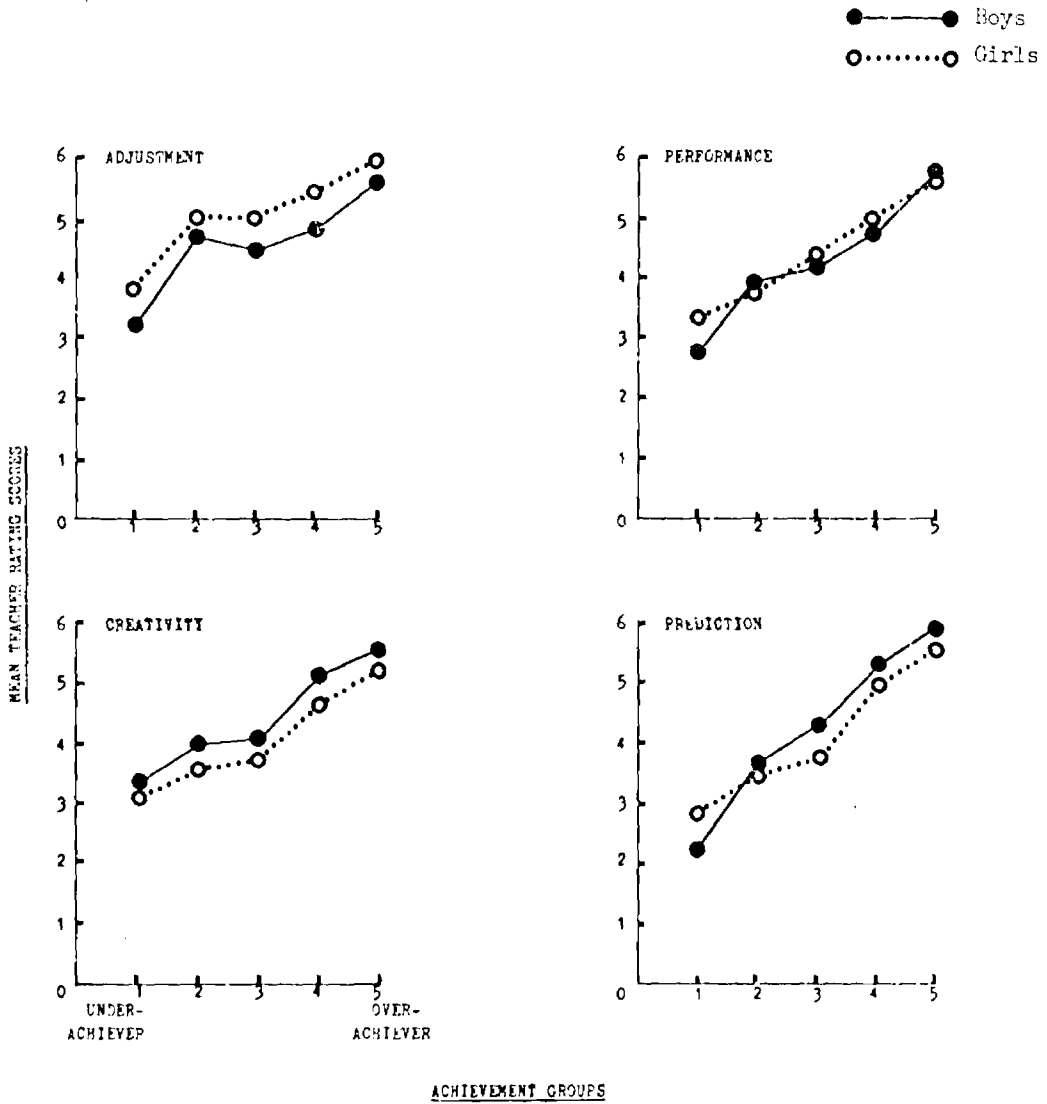 Boys
Girls
ADJUSTMENT
6
5
4
3
2
1
0
1 2 3 4 5
PERFORMANCE
6
5
4
3
2
1
0
1 2 3 4 5
MEAN TEACHER RATING SCORES
CREATIVITY
6
5
4
3
2
1
0
1 2 3 4 5
UNDER-
ACHIEVER
OVER-
ACHIEVER
PREDICTION
6
5
4
3
2
1
0
1 2 3 4 5
ACHIEVEMENT GROUPS